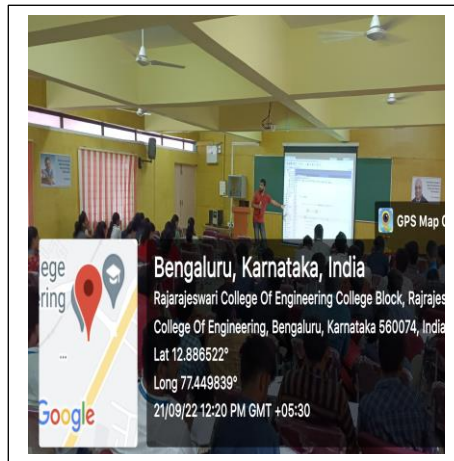 GPS Map C
ege
ring
Google
Bengaluru, Karnataka, India
Rajarajeswari College Of Engineering College Block, Rajrajes
College Of Engineering, Bengaluru, Karnataka 560074, India
Lat 12.886522°
Long 77.449839°
21/09/22 12:20 PM GMT +05:30